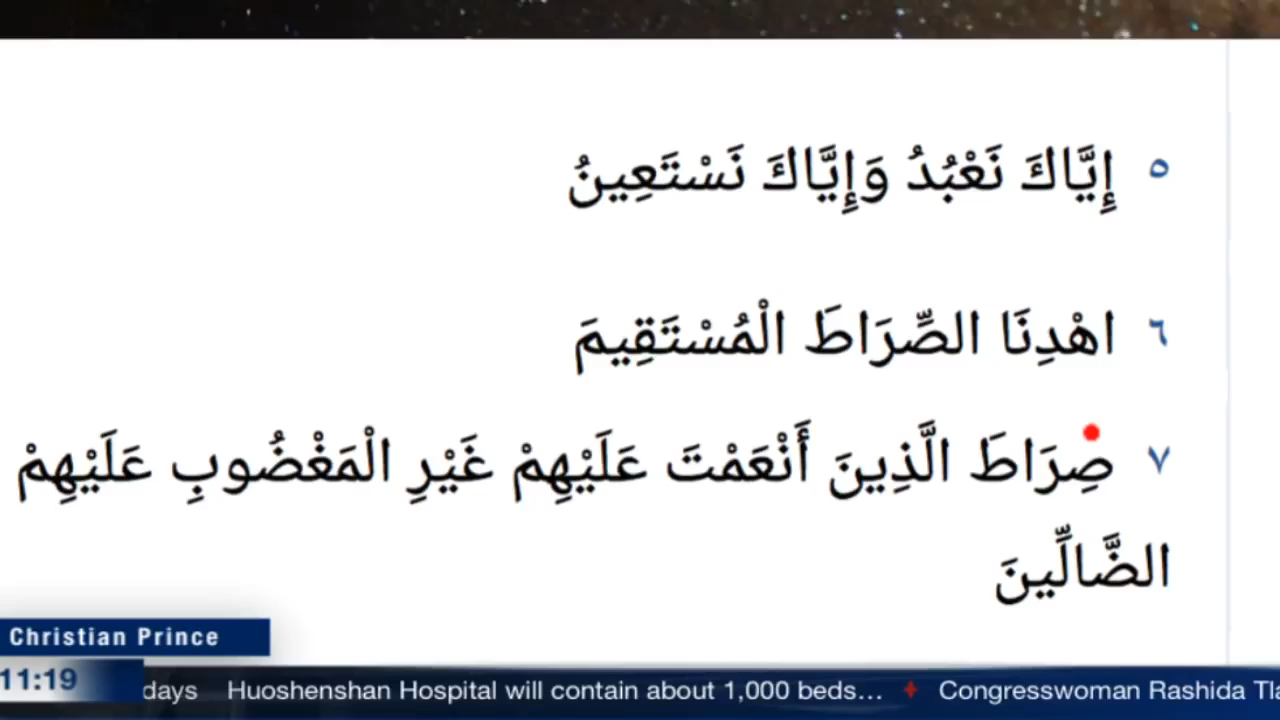 ٥ إِيَّاكَ نَعْبُدُ وَإِيَّاكَ نَسْتَعِينُ
٦ اهْدِنَا الصِّرَاطَ الْمُسْتَقِيمَ
٧ صِرَاطَ الَّذِينَ أَنْعَمْتَ عَلَيْهِمْ غَيْرِ الْمَغْضُوبِ عَلَيْهِمْ
الضَّالِّينَ
Christian Prince
11:19
days Huoshenshan Hospital will contain about 1,000 beds... ♦ Congresswoman Rashida